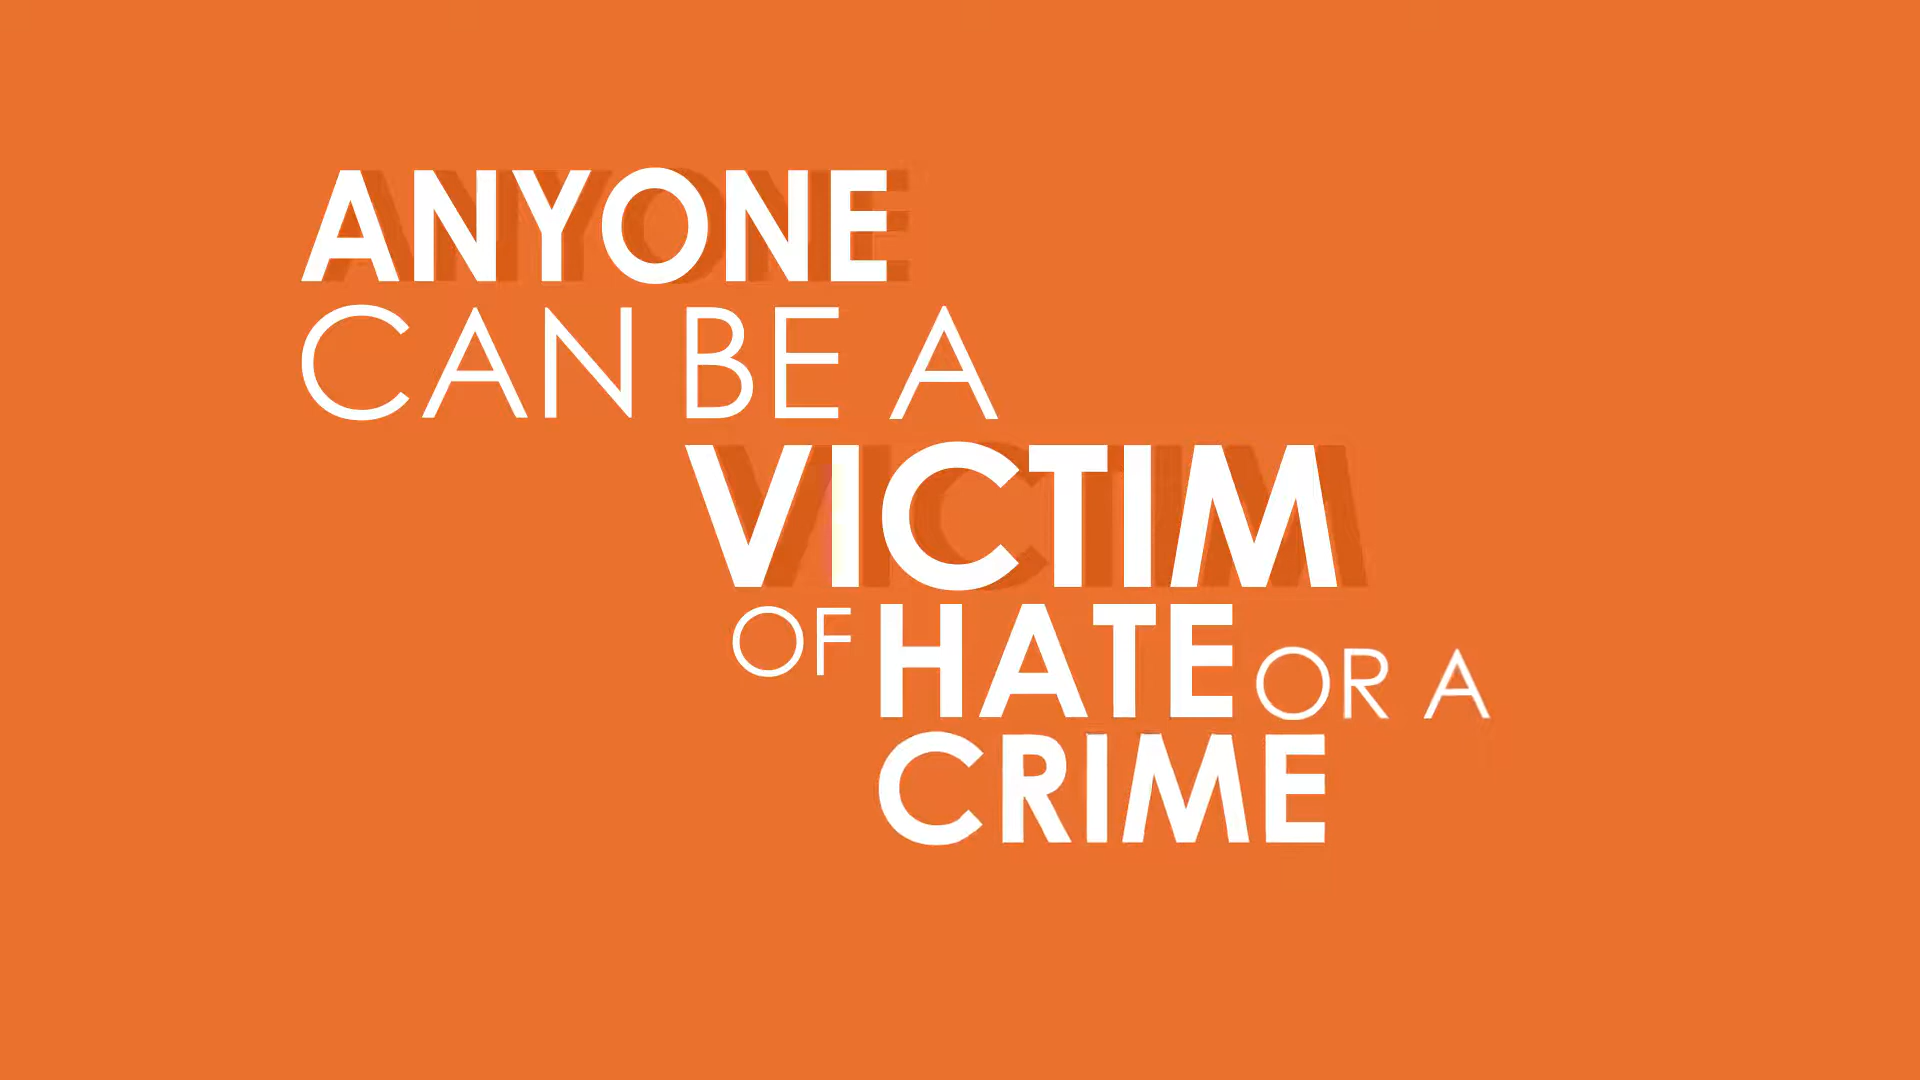 ANYONE
CAN BE A
VICTIM
OF HATE OR A
CRIME